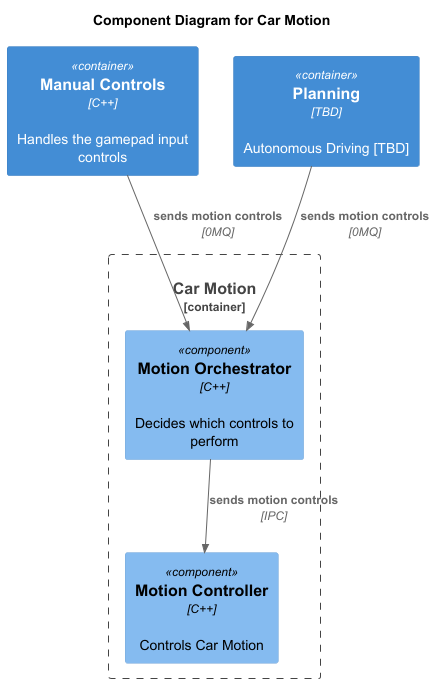 Component Diagram for Car Motion
«container»
Manual Controls
[C++]
Handles the gamepad input
controls
«container»
Planning
[TBD]
Autonomous Driving [TBD]
sends motion controls
[0MQ]
sends motion controls
[0MQ]
Car Motion
[container]
«component»
Motion Orchestrator
[C++]
Decides which controls to
perform
sends motion controls
[IPC]
«component»
Motion Controller
[C++]
Controls Car Motion